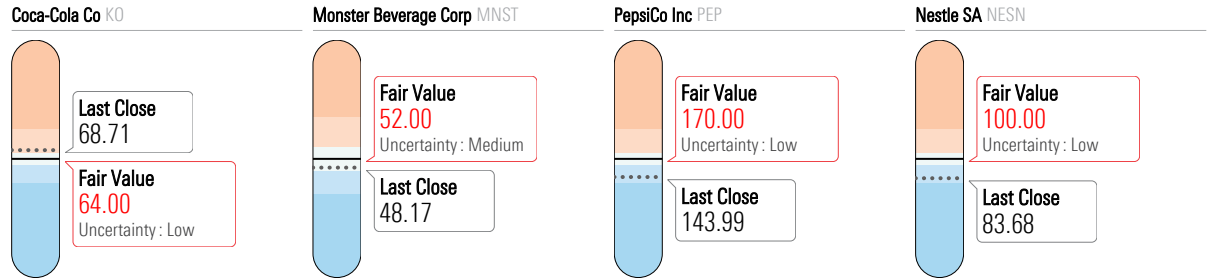 Coca-Cola Co KO
Last Close
68.71
Fair Value
64.00
Uncertainty : Low
Monster Beverage Corp MNST
Fair Value
52.00
Uncertainty : Medium
Last Close
48.17
PepsiCo Inc PEP
Fair Value
170.00
Uncertainty : Low
Last Close
143.99
Nestle SA NESN
Fair Value
100.00
Uncertainty : Low
Last Close
83.68